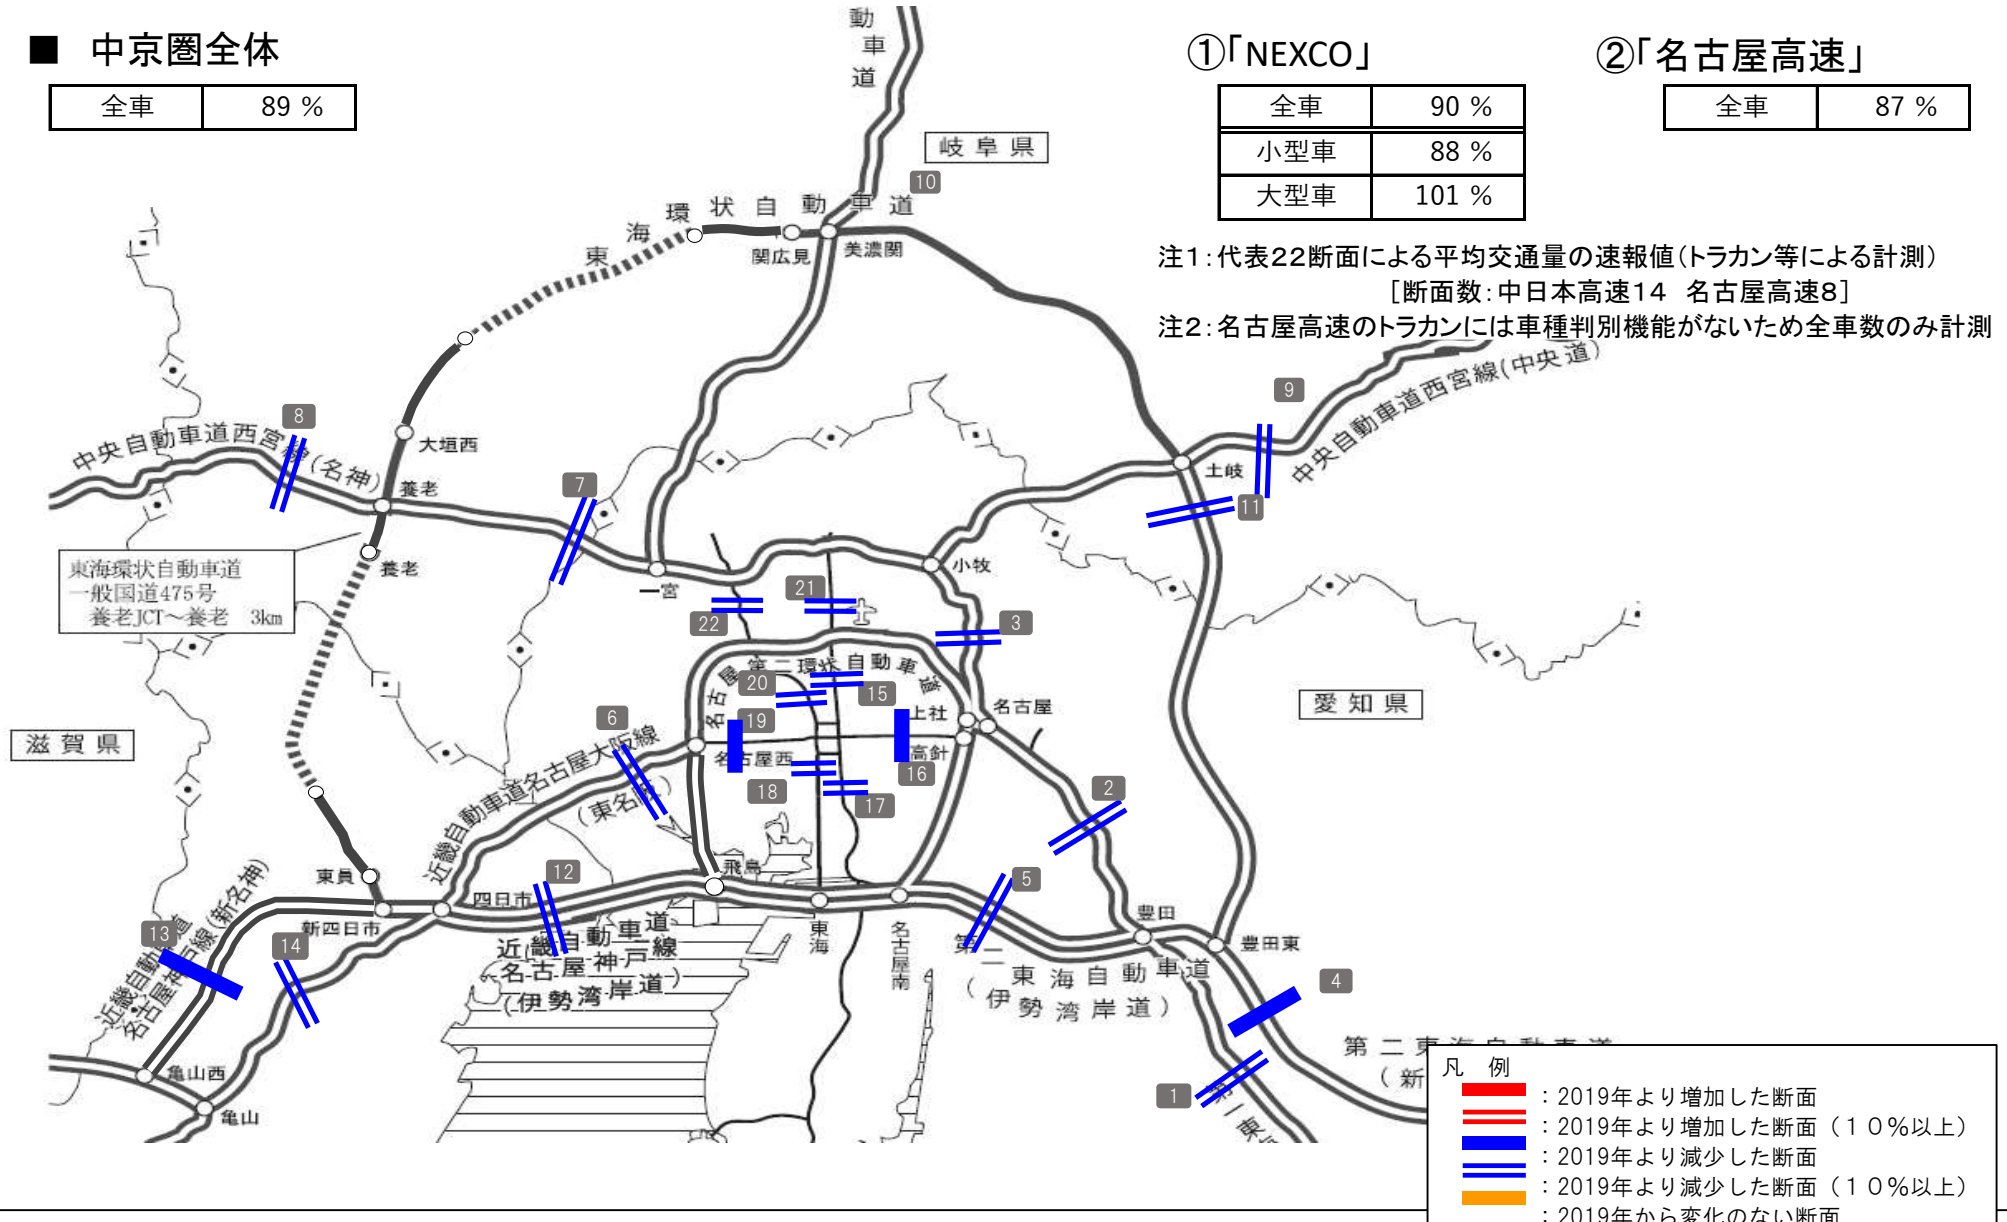 ■ 中京圏全体
全車 89 %
①「NEXCO」
全車 90 %
小型車 88 %
大型車 101 %
②「名古屋高速」
全車 87 %
注1：代表22断面による平均交通量の速報値（トラカン等による計測）
［断面数：中日本高速14 名古屋高速8］
注2：名古屋高速のトラカンには車種判別機能がないため全車数のみ計測
動車道
岐阜県
10
東海環状自動車道
関広見
美濃関
9
中央自動車道西宮線(中央道)
8
中央自動車道西宮線(名神)
大垣西
養老
7
土岐
11
養老
東海環状自動車道
一般国道475号
養老JCT～養老 3km
一宮
小牧
21
22
3
名古屋第二環状自動車道
20
15
19
上社
名古屋
愛知県
滋賀県
6
名古屋西
高針
16
18
17
2
近畿自動車道名古屋大阪線
(東名阪)
飛島
12
5
東員
四日市
新四日市
東海
名古屋南
豊田
豊田東
13
14
近畿自動車道
名古屋神戸線(新名神)
近畿自動車道
名古屋神戸線
(伊勢湾岸道)
第二東海自動車道
(伊勢湾岸道)
4
亀山西
亀山
1
第一東
第二東海自動車道
(新
凡 例
：2019年より増加した断面
：2019年より増加した断面（１０％以上）
：2019年より減少した断面
：2019年より減少した断面（１０％以上）
：2019年から変化のない断面